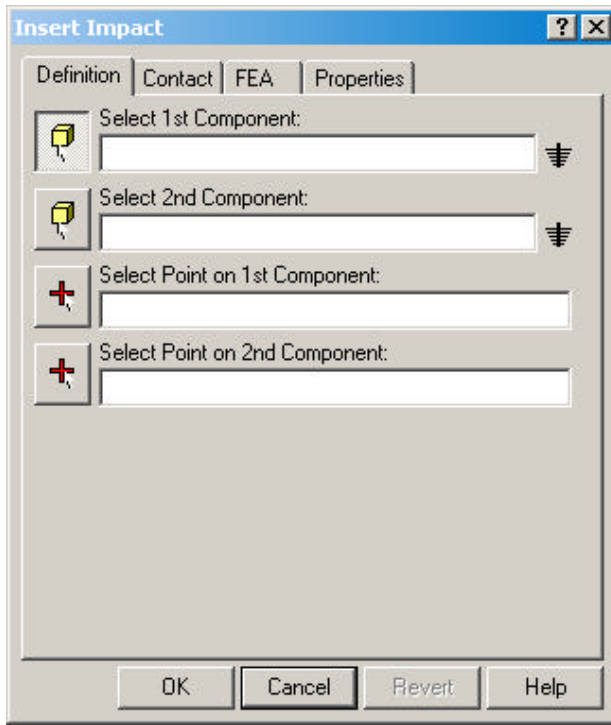 Insert Impact
Definition Contact FEA Properties
Select 1st Component:
Select 2nd Component:
Select Point on 1st Component:
Select Point on 2nd Component:
OK Cancel Revert Help